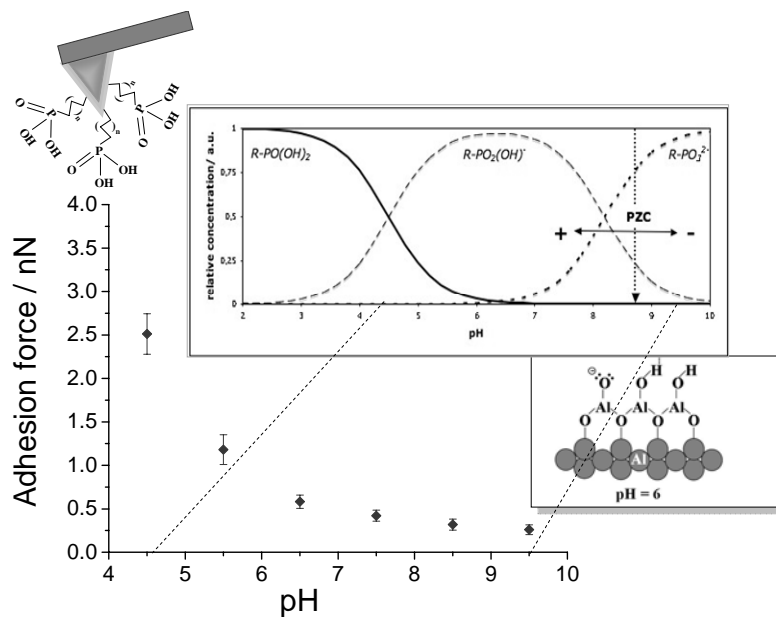 O
P
OH
OH
n
n
n
P
OH
OH
O
O
P
OH
OH
relative concentration/ a.u.
1
0,75
0,5
0,25
0
R-PO(OH)2
R-PO2(OH)-
R-PO32-
PZC
+
-
2 3 4 5 6 7 8 9 10
pH
Adhesion force / nN
4.0
3.5
3.0
2.5
2.0
1.5
1.0
0.5
0.0
4 5 6 7 8 9 10
pH
⊖ H H
O O O
Al Al Al
O O O O
Al
pH = 6